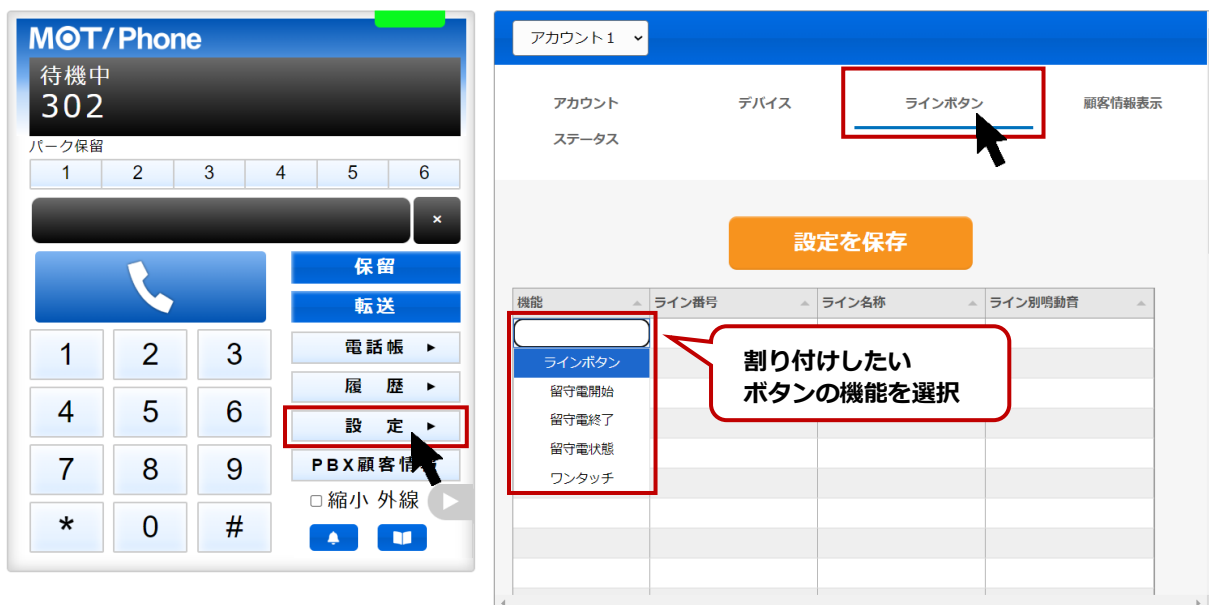 MOT/Phone
待機中
302
パーク保留
1 2 3 4 5 6
×
保留
転送
1 2 3
電話帳 ▸
履 歴 ▸
4 5 6
設 定 ▸
7 8 9
PBX顧客情
縮小 外線
* 0 #
アカウント1
アカウント デバイス ラインボタン 顧客情報表示
ステータス
設定を保存
機能 ライン番号 ライン名称 ライン別鳴動音
ラインボタン
留守電開始
留守電終了
留守電状態
ワンタッチ
割り付けしたい
ボタンの機能を選択